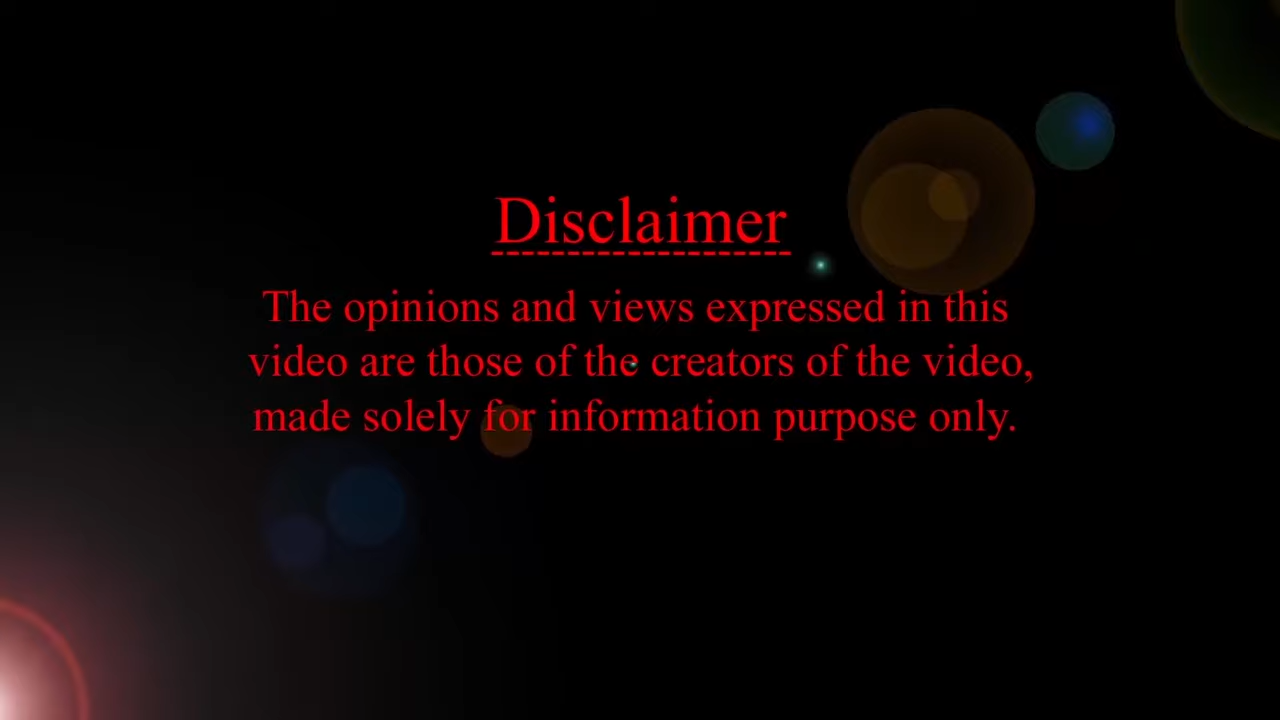 Disclaimer
The opinions and views expressed in this
video are those of the creators of the video,
made solely for information purpose only.